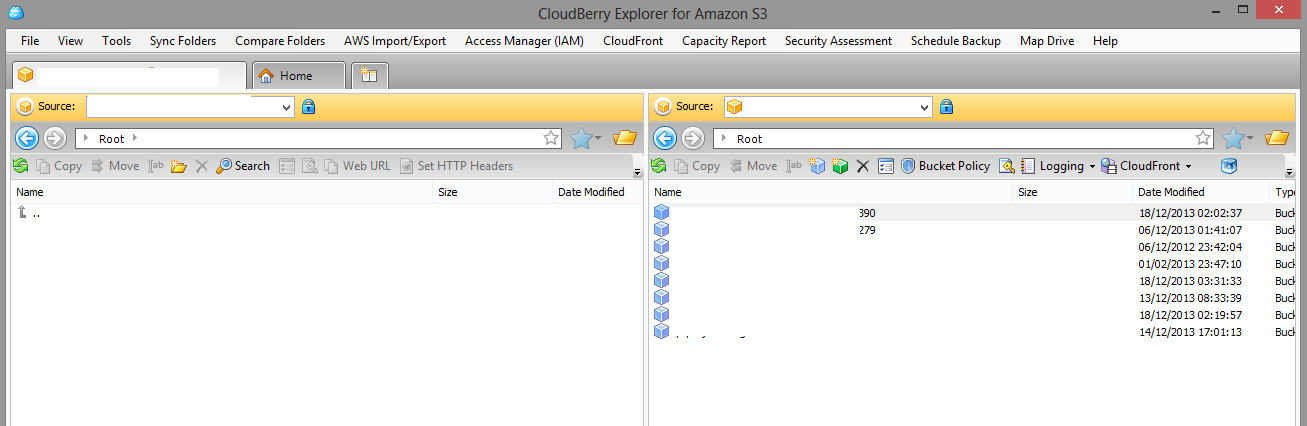 CloudBerry Explorer for Amazon S3
File View Tools Sync Folders Compare Folders AWS Import/Export Access Manager (IAM) CloudFront Capacity Report Security Assessment Schedule Backup Map Drive Help
Home
Source: Source:
Root Root
Copy Move Search Web URL Set HTTP Headers Copy Move Bucket Policy Logging CloudFront
Name Size Date Modified Name Size Date Modified Type
.. 390 18/12/2013 02:02:37 Buck
279 06/12/2013 01:41:07 Buck
06/12/2012 23:42:04 Buck
01/02/2013 23:47:10 Buck
18/12/2013 03:31:33 Buck
13/12/2013 08:33:39 Buck
18/12/2013 02:19:57 Buck
14/12/2013 17:01:13 Buck